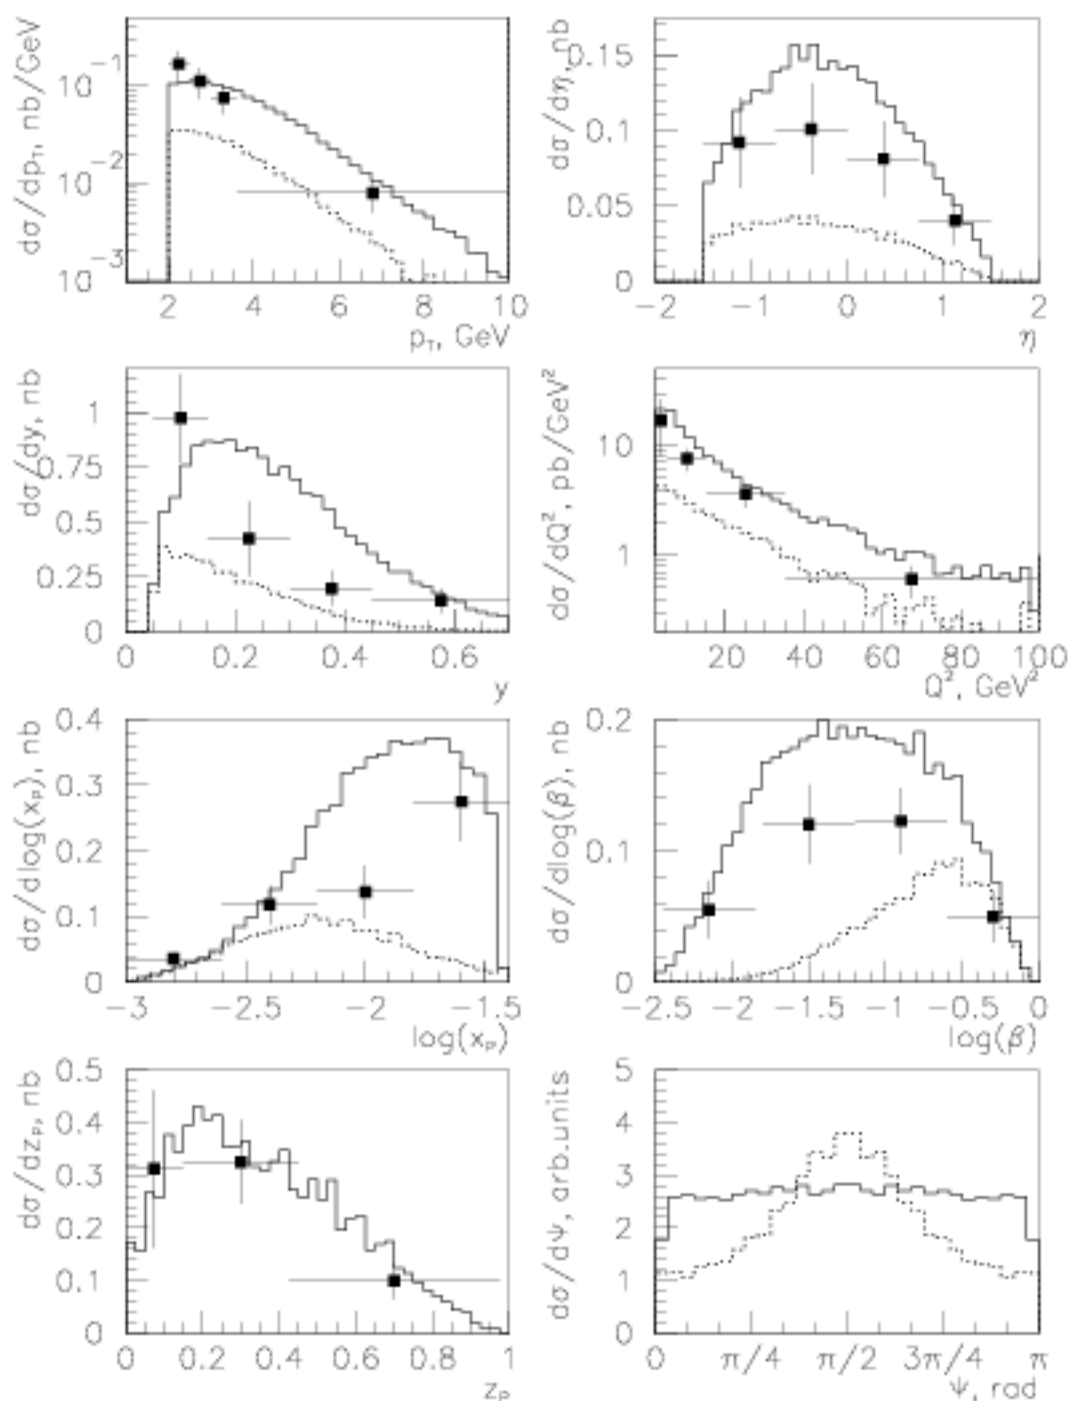 dσ/dp_T, nb/GeV
10^-1
10^-2
10^-3
2 4 6 8 10
p_T, GeV
dσ/dη, nb
0.15
0.1
0.05
0
-2 -1 0 1 2
η
dσ/dy, nb
1
0.75
0.5
0.25
0
0 0.2 0.4 0.6
y
dσ/dQ², pb/GeV²
10
1
20 40 60 80 100
Q², GeV²
dσ/dlog(x_P), nb
0.4
0.3
0.2
0.1
0
-3 -2.5 -2 -1.5
log(x_P)
dσ/dlog(β), nb
0.2
0.1
0
-2.5 -2 -1.5 -1 -0.5 0
log(β)
dσ/dz_P, nb
0.5
0.4
0.3
0.2
0.1
0
0 0.2 0.4 0.6 0.8 1
z_P
dσ/dΨ, arb.units
5
4
3
2
1
0
0 π/4 π/2 3π/4 π
Ψ, rad